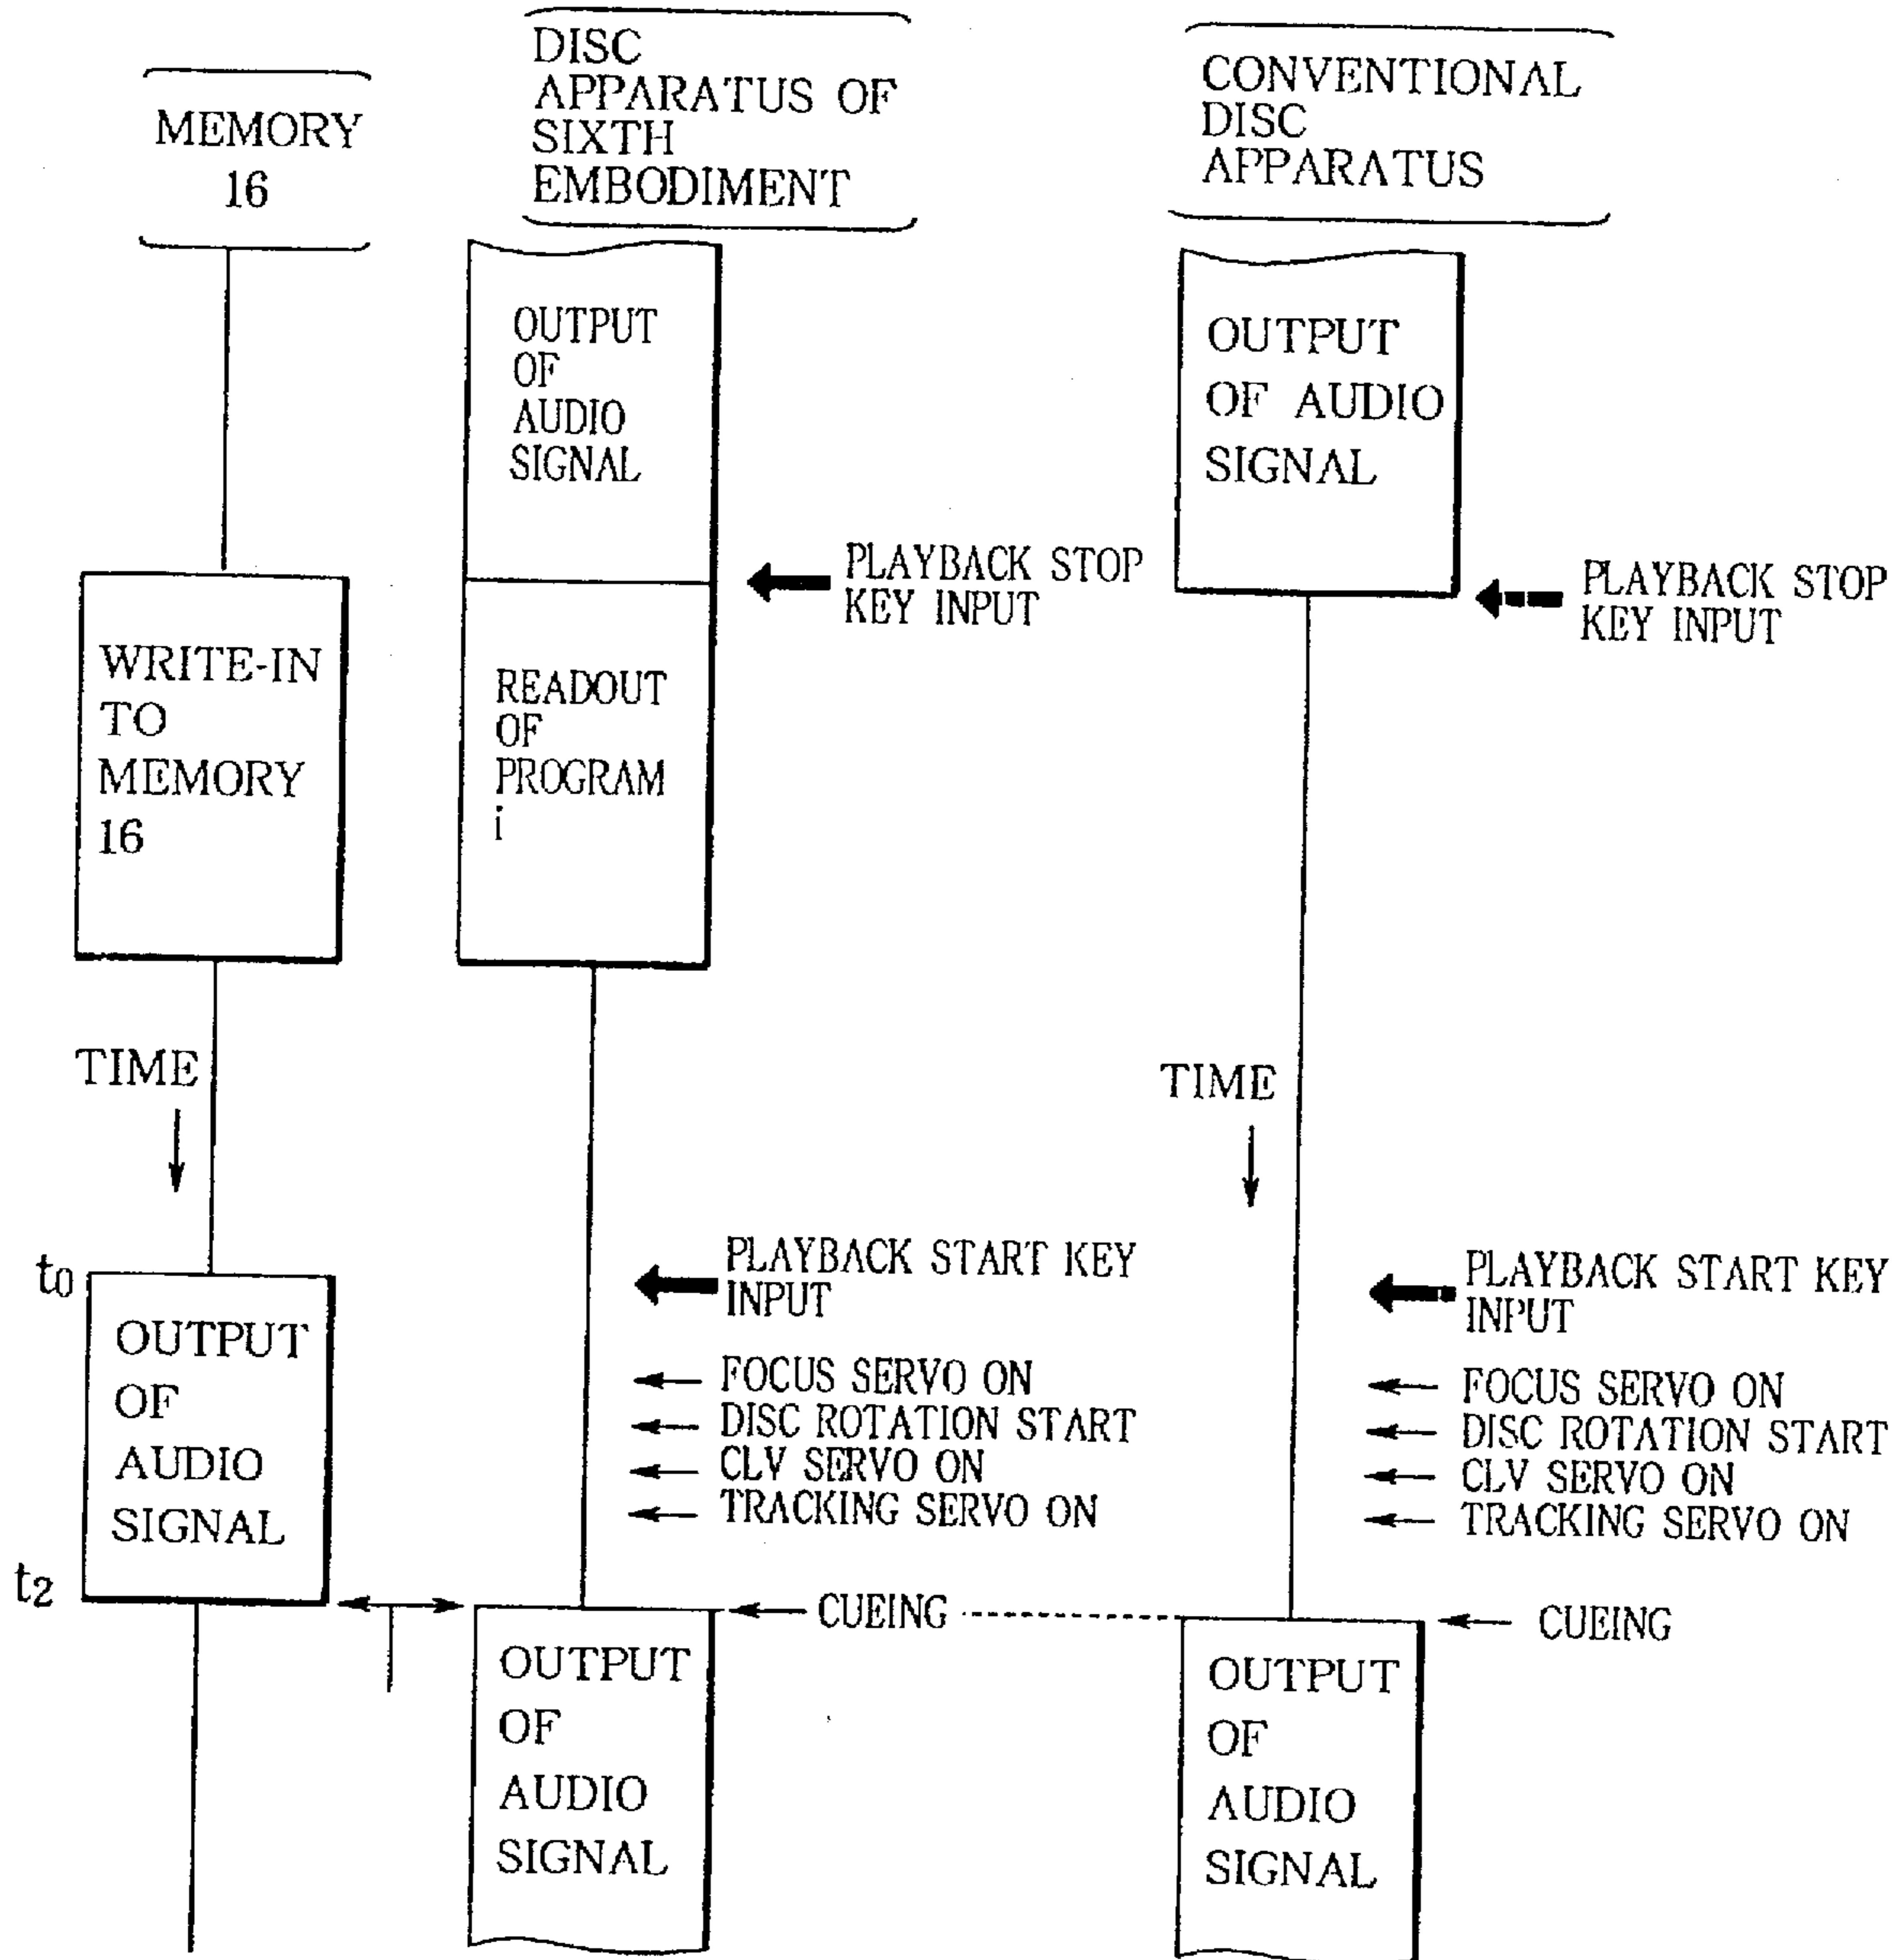 MEMORY
16
DISC
APPARATUS OF
SIXTH
EMBODIMENT
CONVENTIONAL
DISC
APPARATUS
OUTPUT
OF
AUDIO
SIGNAL
OUTPUT
OF AUDIO
SIGNAL
PLAYBACK STOP
KEY INPUT
PLAYBACK STOP
KEY INPUT
WRITE-IN
TO
MEMORY
16
READOUT
OF
PROGRAM
i
TIME
TIME
t0
PLAYBACK START KEY
INPUT
PLAYBACK START KEY
INPUT
OUTPUT
OF
AUDIO
SIGNAL
FOCUS SERVO ON
DISC ROTATION START
CLV SERVO ON
TRACKING SERVO ON
FOCUS SERVO ON
DISC ROTATION START
CLV SERVO ON
TRACKING SERVO ON
t2
CUEING
CUEING
OUTPUT
OF
AUDIO
SIGNAL
OUTPUT
OF
AUDIO
SIGNAL